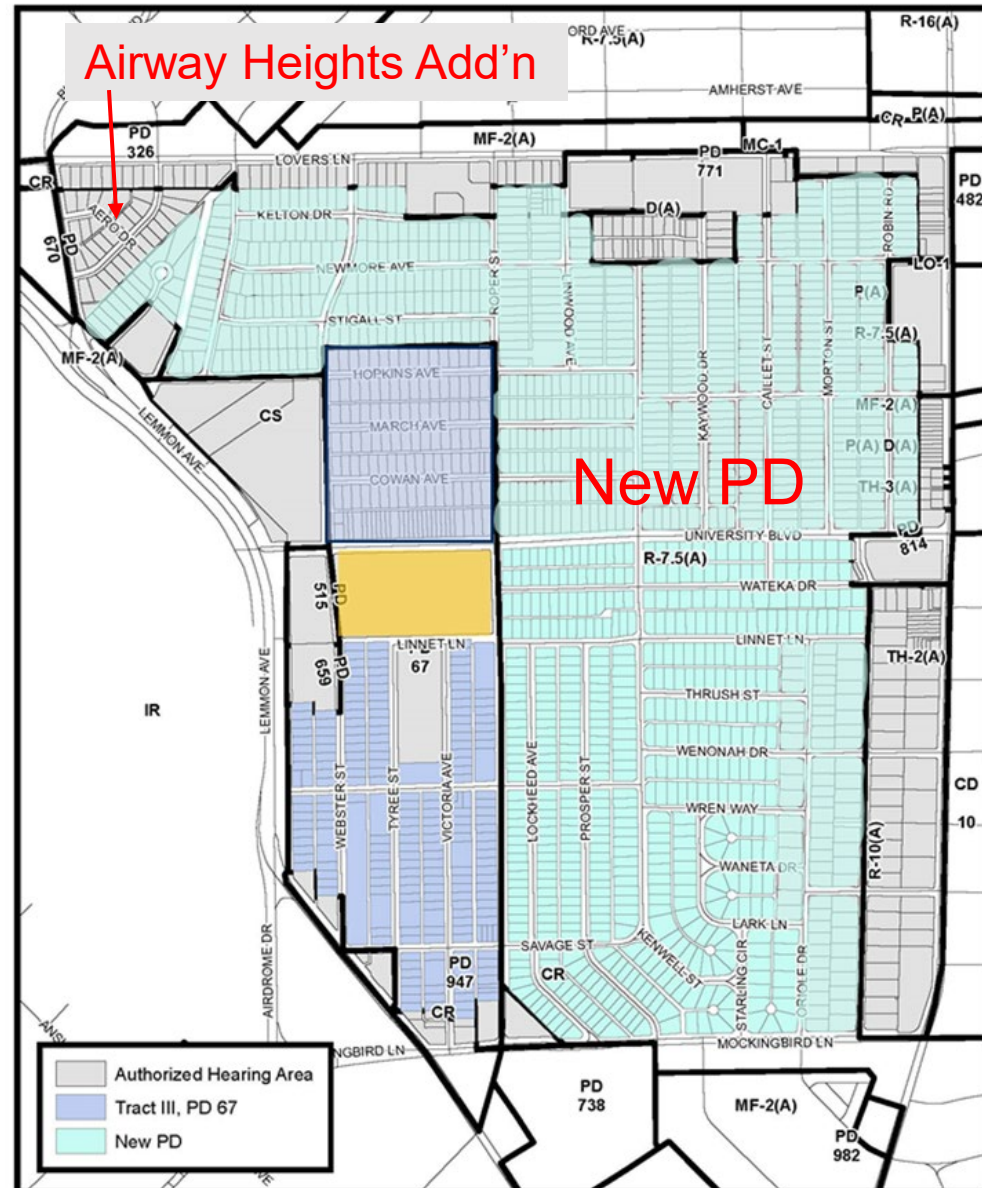 Airway Heights Add'n
ORD AVE
R-7.5(A)
R-16(A)
AMHERST AVE
CR
P(A)
PD
326
MF-2(A)
MC-1
LOVERS LN
PD
771
CR
PD
482
AERO DR
KELTON DR
D(A)
ROBIN RD
PD
670
NEWMORE AVE
ROPER ST
LINWOOD AVE
LO-1
P(A)
STIGALL ST
R-7.5(A)
MF-2(A)
HOPKINS AVE
KAYWOOD DR
CAILLET ST
MORTON ST
LEMMON AVE
CS
MARCH AVE
MF-2(A)
P(A)
D(A)
COWAN AVE
New PD
TH-3(A)
UNIVERSITY BLVD
PD
814
R-7.5(A)
PD
515
WATEKA DR
LINNET LN
LINNET LN
PD
659
67
TH-2(A)
LEMMON AVE
IR
THRUSH ST
WENONAH DR
WEBSTER ST
TYREE ST
VICTORIA AVE
LOCKHEED AVE
PROSPER ST
CD
10
WREN WAY
WANETA DR
R-10(A)
LARK LN
SAVAGE ST
KENWELL ST
STARLING CIR
ORIOLE DR
PD
947
CR
AIRDROME DR
CR
NGBIRD LN
MOCKINGBIRD LN
Authorized Hearing Area
Tract III, PD 67
New PD
PD
738
MF-2(A)
PD
982